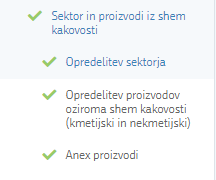 Sektor in proizvodi iz shem
kakovosti
Opredelitev sektorja
Opredelitev proizvodov
oziroma shem kakovosti
(kmetijski in nekmetijski)
Anex proizvodi